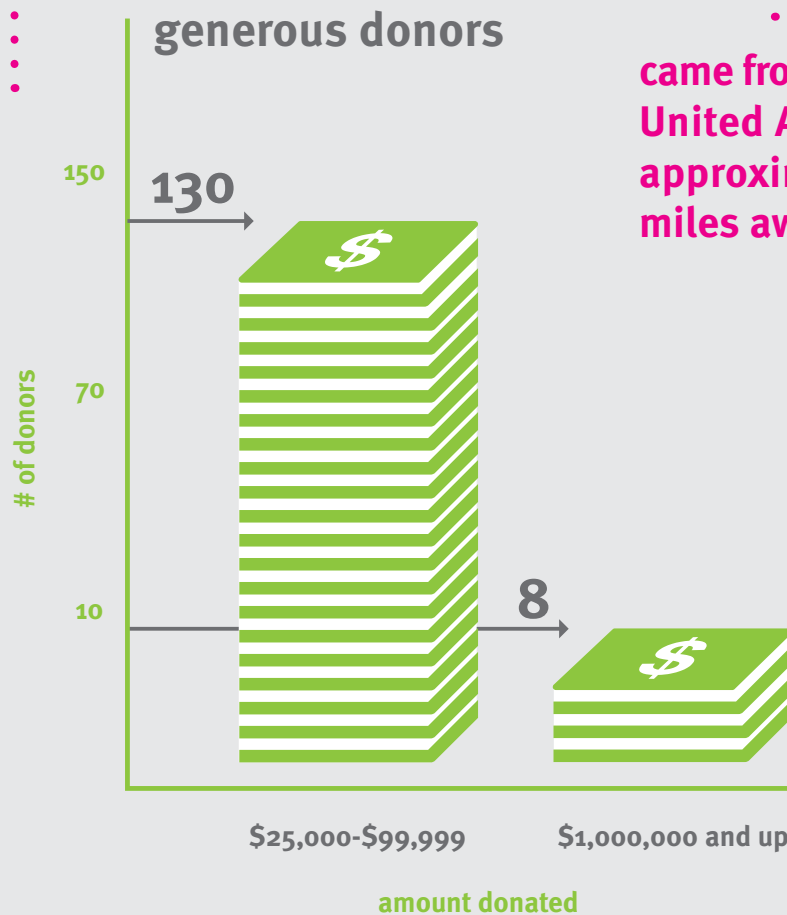 generous donors
came fro
United A
approxin
miles av
150
130
$
70
# of donors
10
8
$
$25,000-$99,999
$1,000,000 and up
amount donated